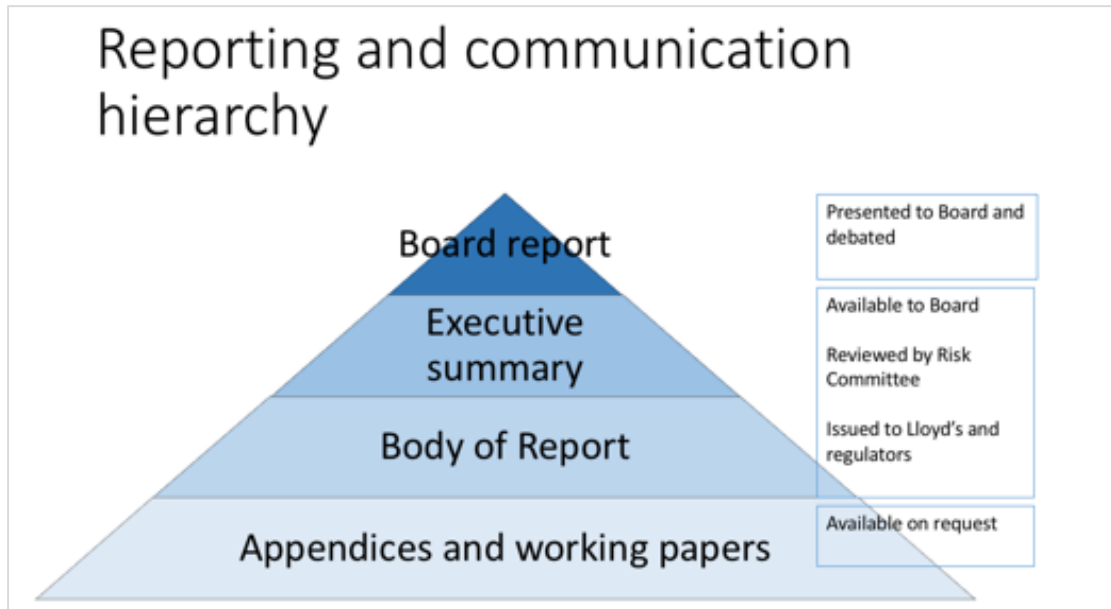 Reporting and communication
hierarchy
Board report
Executive
summary
Body of Report
Appendices and working papers
Presented to Board and
debated
Available to Board
Reviewed by Risk
Committee
Issued to Lloyd's and
regulators
Available on request